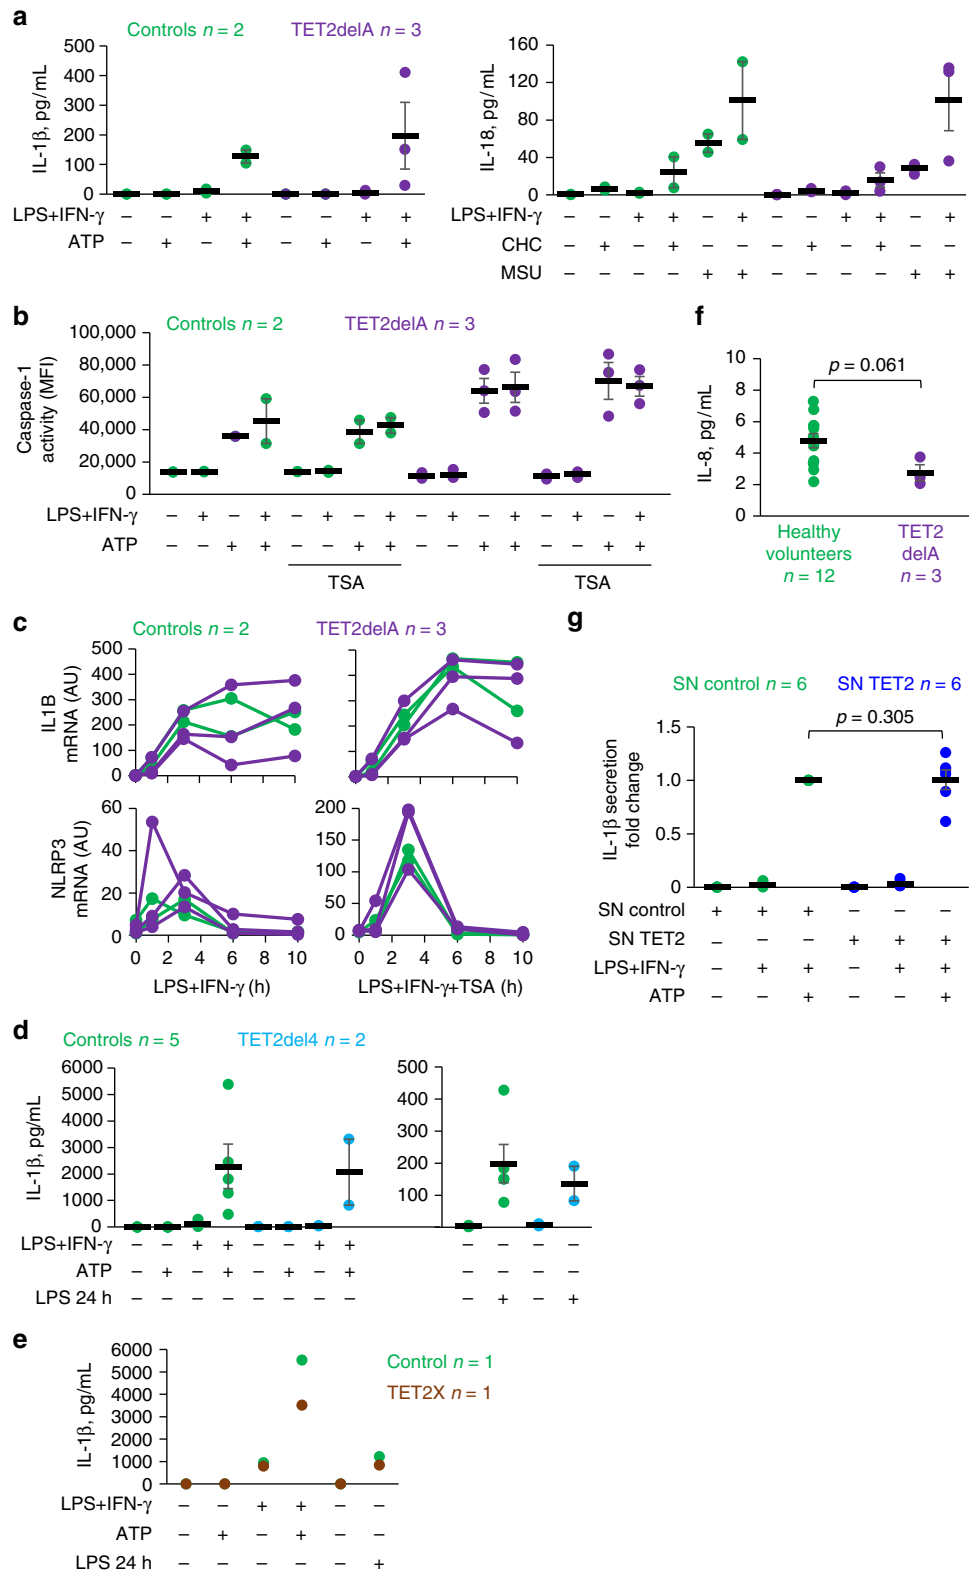 a
Controls n = 2 TET2delA n = 3
IL-1β, pg/mL
500
400
300
200
100
0
LPS+IFN-γ – – + + – – + +
ATP – + – + – + – +
IL-18, pg/mL
160
120
80
40
0
LPS+IFN-γ – – + + – + – – + + – +
CHC – + – + – – – + – + – –
MSU – – – – + + – – – – + +
b
Controls n = 2 TET2delA n = 3
Caspase-1
activity (MFI)
100,000
80,000
60,000
40,000
20,000
0
LPS+IFN-γ – + – + – + – + – + – + – + – +
ATP – – + + – – + + – – + + – – + +
TSA TSA
f
IL-8, pg/mL
10
8
6
4
2
0
p = 0.061
Healthy
volunteers
n = 12
TET2
delA
n = 3
c
Controls n = 2 TET2delA n = 3
IL1B
mRNA (AU)
500
400
300
200
100
0
NLRP3
mRNA (AU)
60
40
20
0
0 2 4 6 8 10
LPS+IFN-γ (h)
200
150
100
50
0
0 2 4 6 8 10
LPS+IFN-γ+TSA (h)
g
SN control n = 6 SN TET2 n = 6
p = 0.305
IL-1β secretion
fold change
1.5
1.0
0.5
0
SN control + + + – – –
SN TET2 – – – + + +
LPS+IFN-γ – + + – + +
ATP – – + – – +
d
Controls n = 5 TET2del4 n = 2
IL-1β, pg/mL
6000
5000
4000
3000
2000
1000
0
500
400
300
200
100
LPS+IFN-γ – – + + – – + + – – – –
ATP – + – + – + – + – – – –
LPS 24 h – – – – – – – – – + – +
e
Control n = 1
TET2X n = 1
IL-1β, pg/mL
6000
5000
4000
3000
2000
1000
0
LPS+IFN-γ – – + + – –
ATP – + – + – –
LPS 24 h – – – – – +